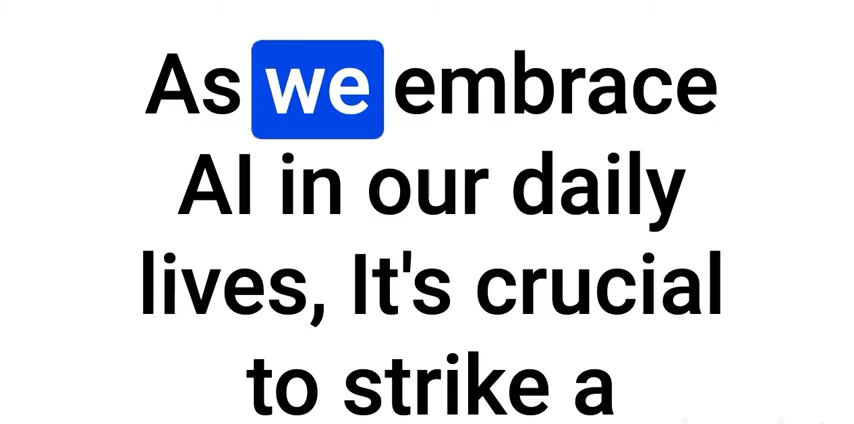 As we embrace
AI in our daily
lives, It's crucial
to strike a